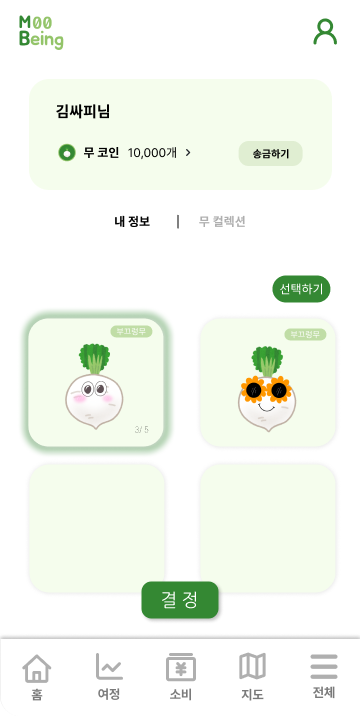 M00
Being
김싸피님
무 코인 10,000개 >
송금하기
내 정보 | 무 컬렉션
선택하기
부끄럼무
부끄럼무
3/5
결정
홈 여정 소비 지도 전체